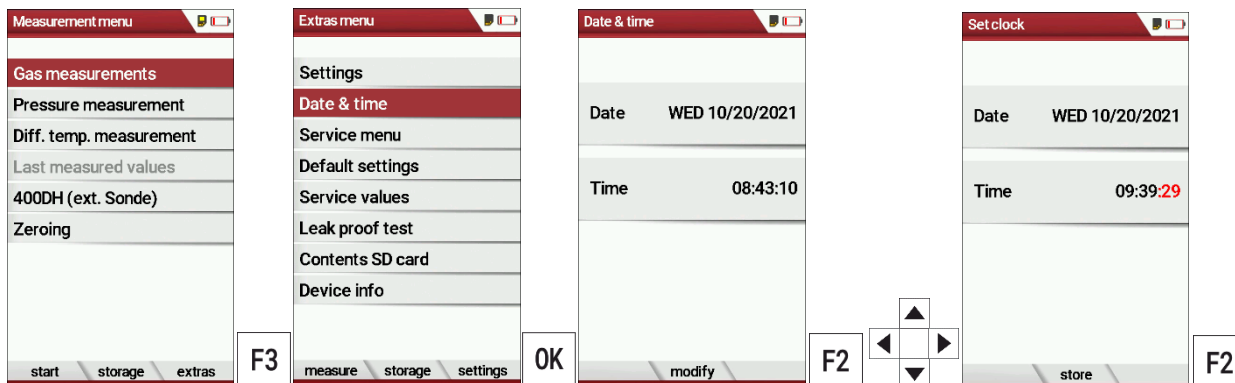 Measurement menu
Gas measurements
Pressure measurement
Diff. temp. measurement
Last measured values
400DH (ext. Sonde)
Zeroing
start storage extras
F3
Extras menu
Settings
Date & time
Service menu
Default settings
Service values
Leak proof test
Contents SD card
Device info
measure storage settings
OK
Date & time
Date WED 10/20/2021
Time 08:43:10
modify
F2
Set clock
Date WED 10/20/2021
Time 09:39:29
store
F2